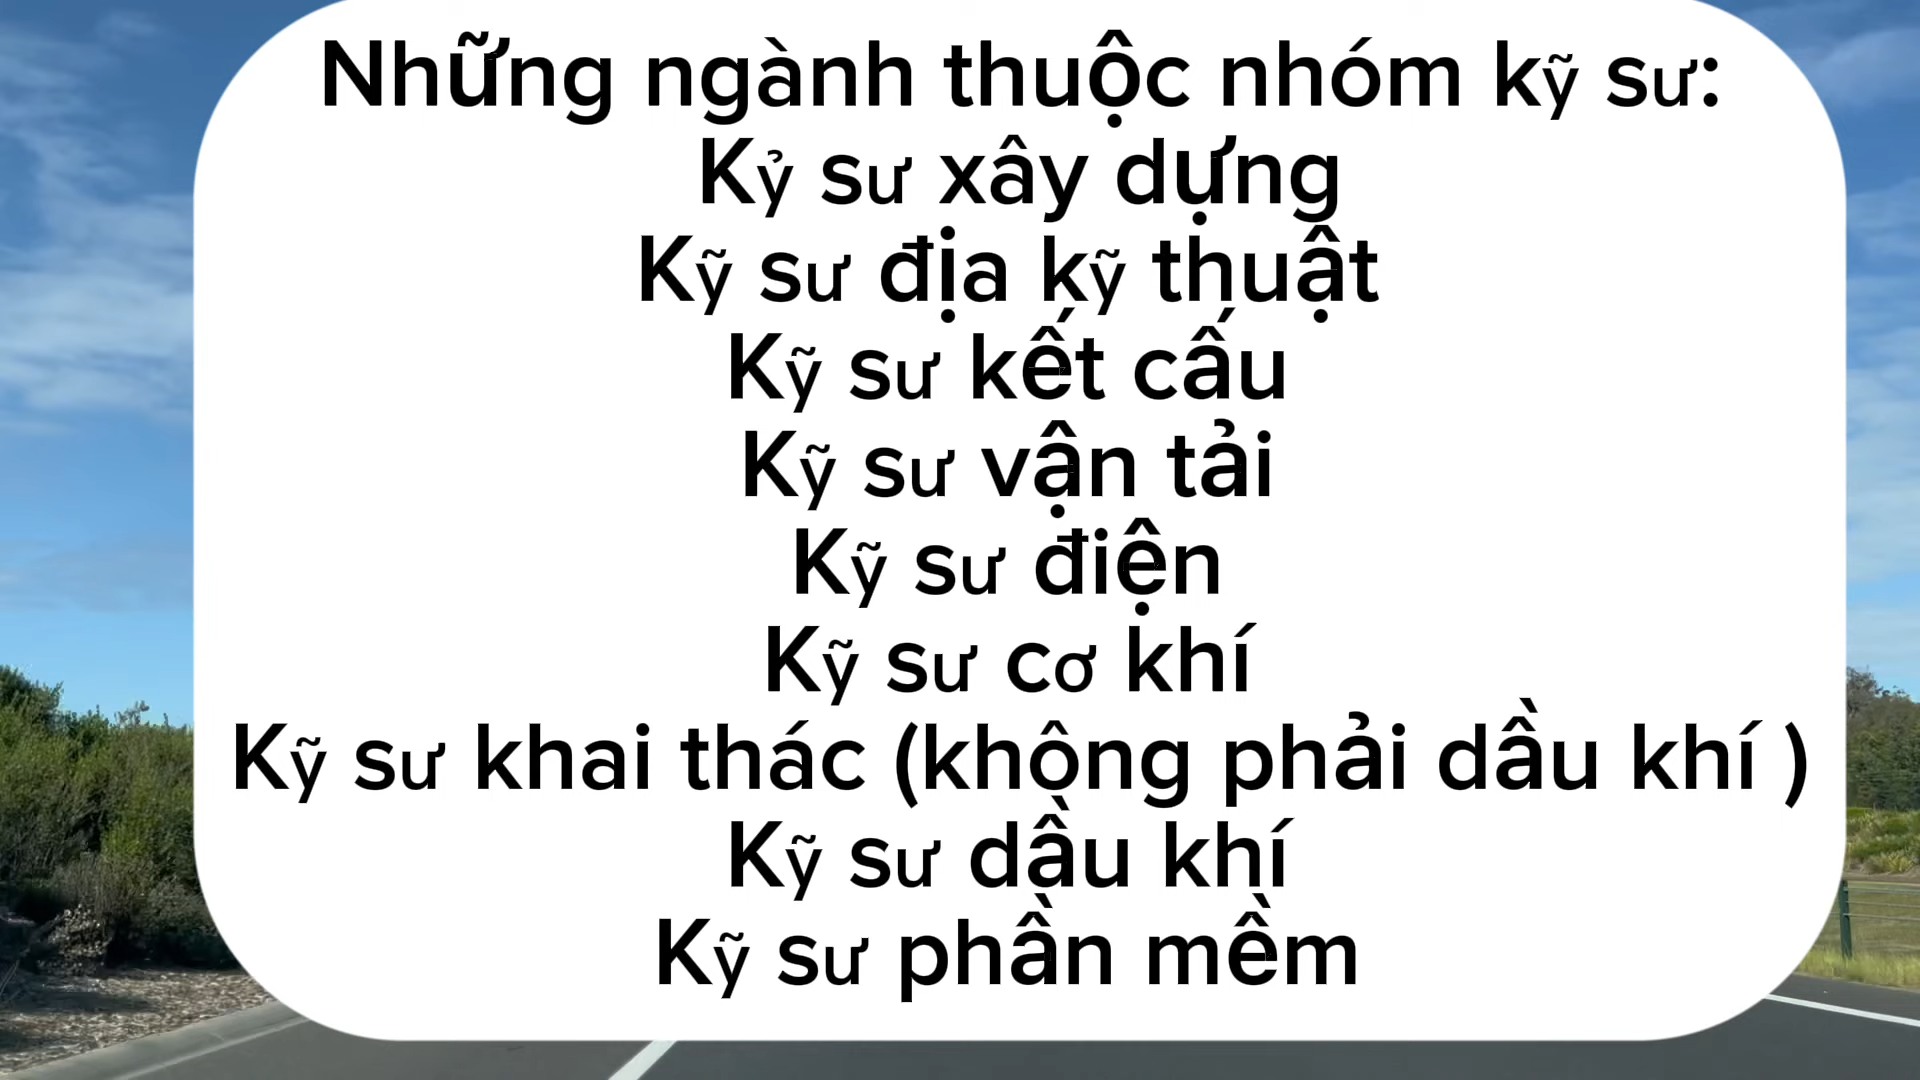 Những ngành thuộc nhóm kỹ sư:
Kỷ sư xây dựng
Kỹ sư địa kỹ thuật
Kỹ sư kết cấu
Kỹ sư vận tải
Kỹ sư điện
Kỹ sư cơ khí
Kỹ sư khai thác (không phải dầu khí )
Kỹ sư dầu khí
Kỹ sư phần mềm